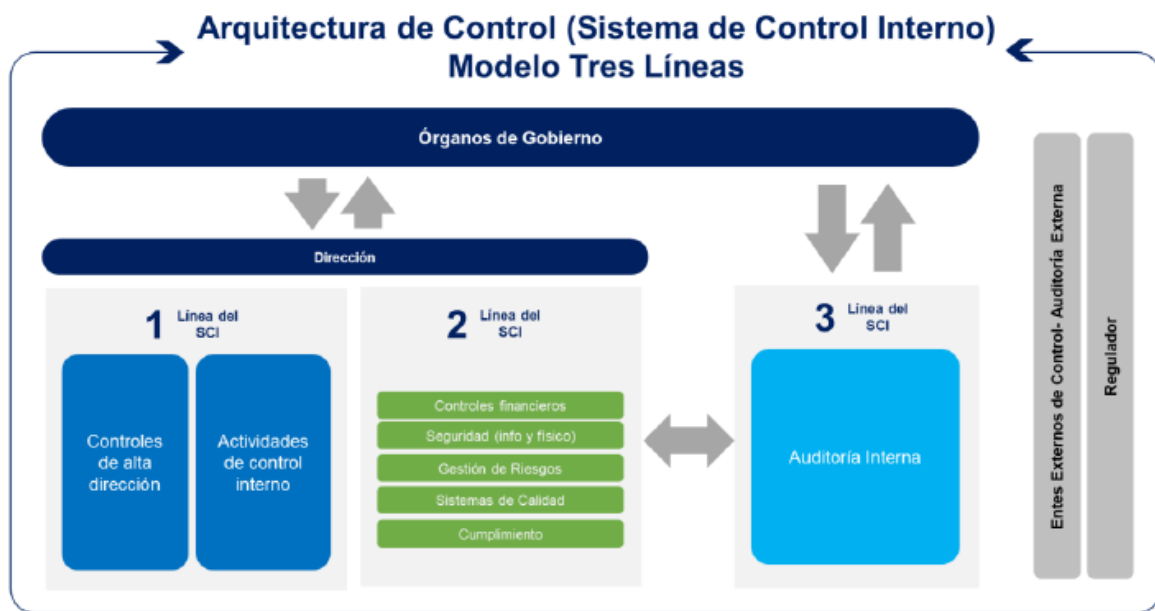 Arquitectura de Control (Sistema de Control Interno)
Modelo Tres Líneas
Órganos de Gobierno
Dirección
1 Línea del
SCI
Controles
de alta
dirección
Actividades
de control
interno
2 Línea del
SCI
Controles financieros
Seguridad (info y físico)
Gestión de Riesgos
Sistemas de Calidad
Cumplimiento
3 Línea del
SCI
Auditoría Interna
Entes Externos de Control- Auditoría Externa
Regulador